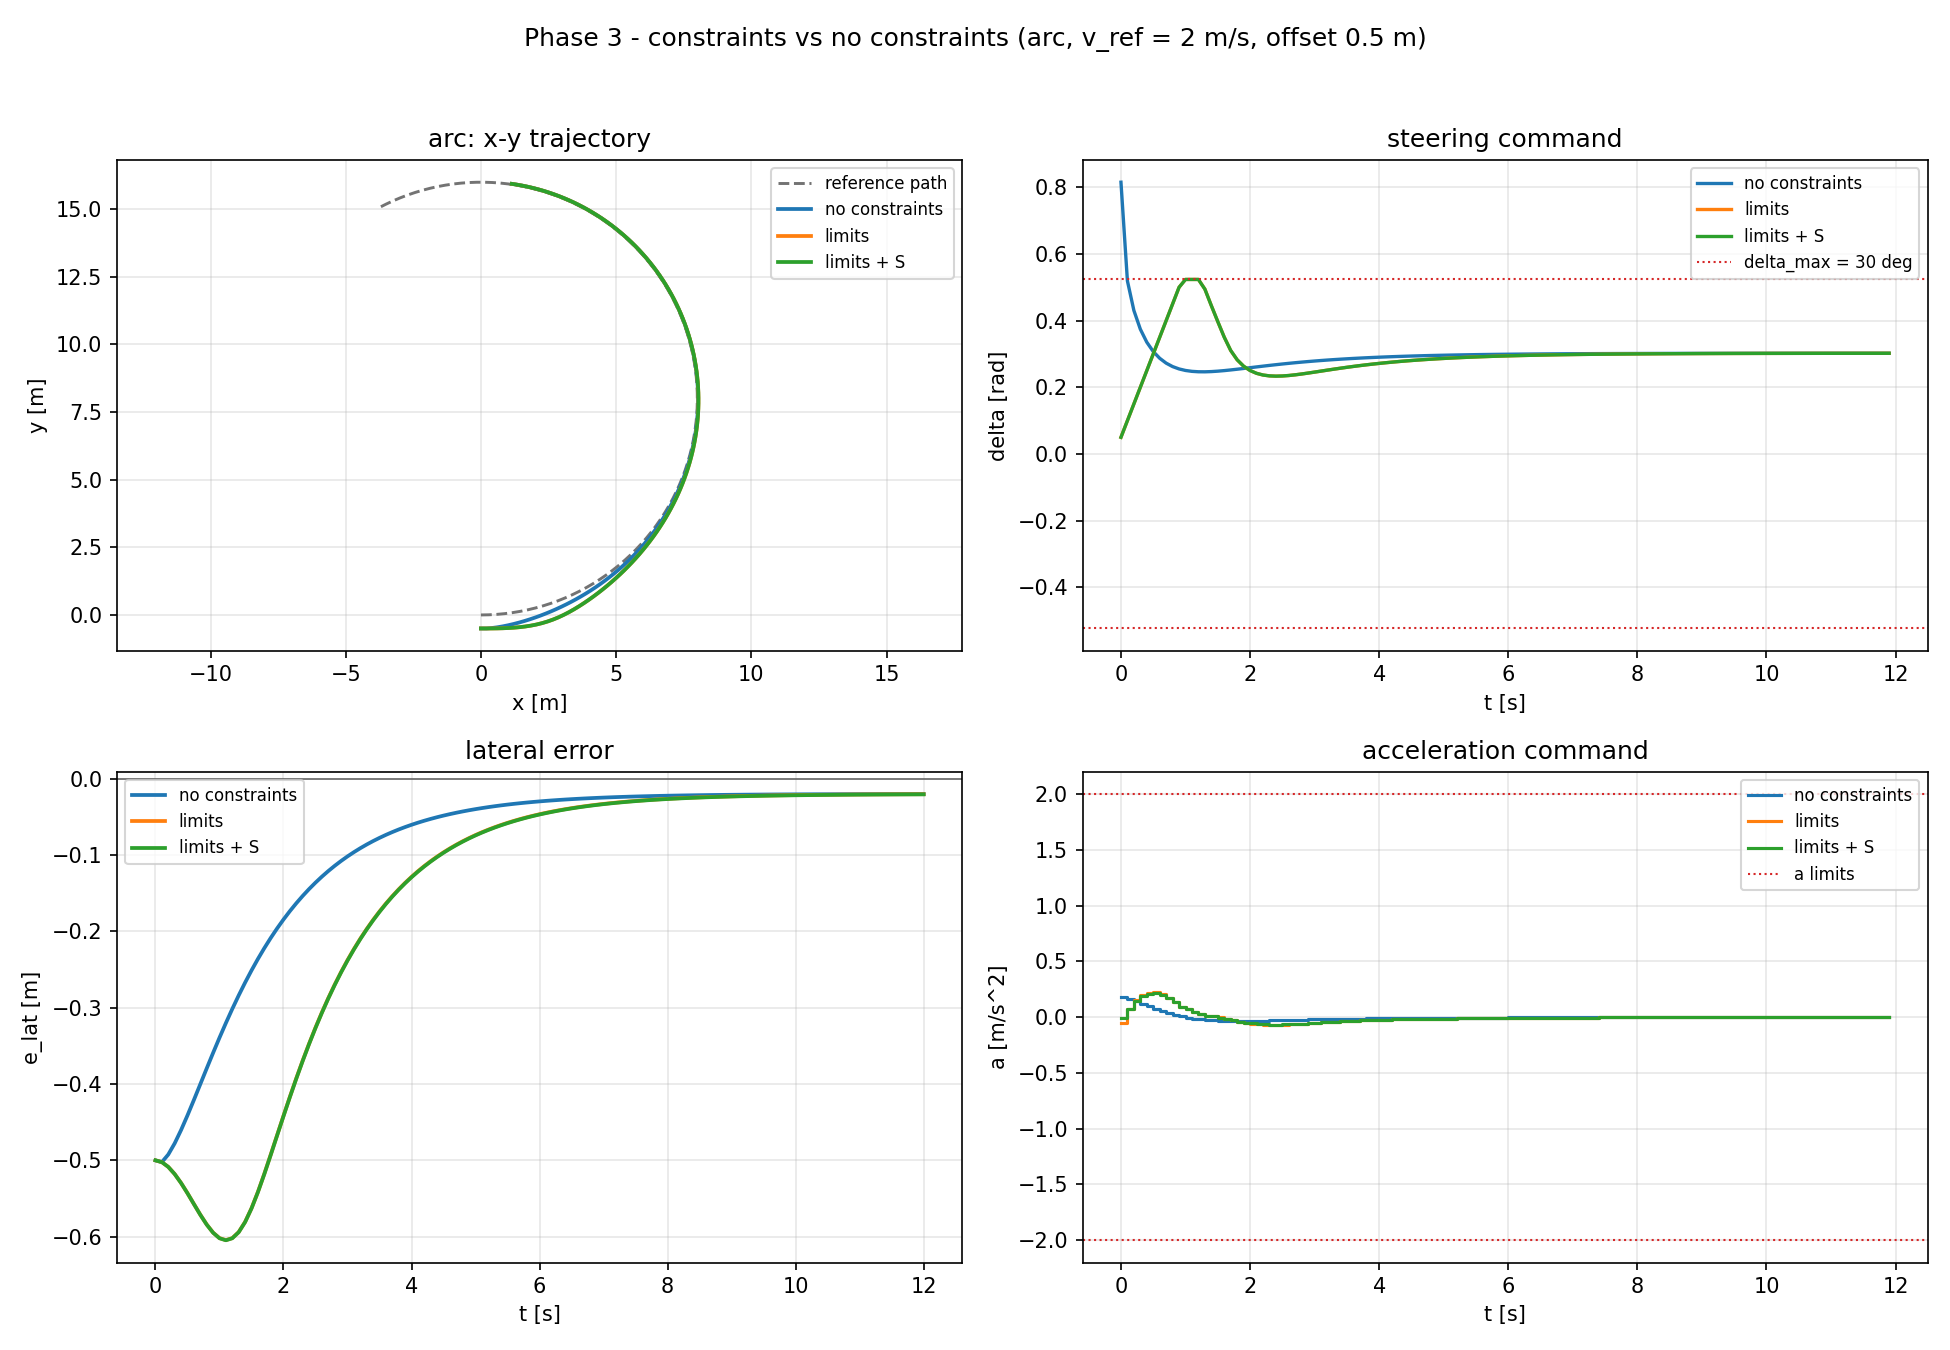 Phase 3 - constraints vs no constraints (arc, v_ref = 2 m/s, offset 0.5 m)
arc: x-y trajectory
reference path
no constraints
limits
limits + S
15.0
12.5
10.0
7.5
5.0
2.5
0.0
y [m]
−10
−5
0
5
10
15
x [m]
steering command
no constraints
limits
limits + S
delta_max = 30 deg
0.8
0.6
0.4
0.2
0.0
−0.2
−0.4
delta [rad]
0
2
4
6
8
10
12
t [s]
lateral error
no constraints
limits
limits + S
0.0
−0.1
−0.2
−0.3
−0.4
−0.5
−0.6
e_lat [m]
0
2
4
6
8
10
12
t [s]
acceleration command
no constraints
limits
limits + S
a limits
2.0
1.5
1.0
0.5
0.0
−0.5
−1.0
−1.5
−2.0
a [m/s^2]
0
2
4
6
8
10
12
t [s]